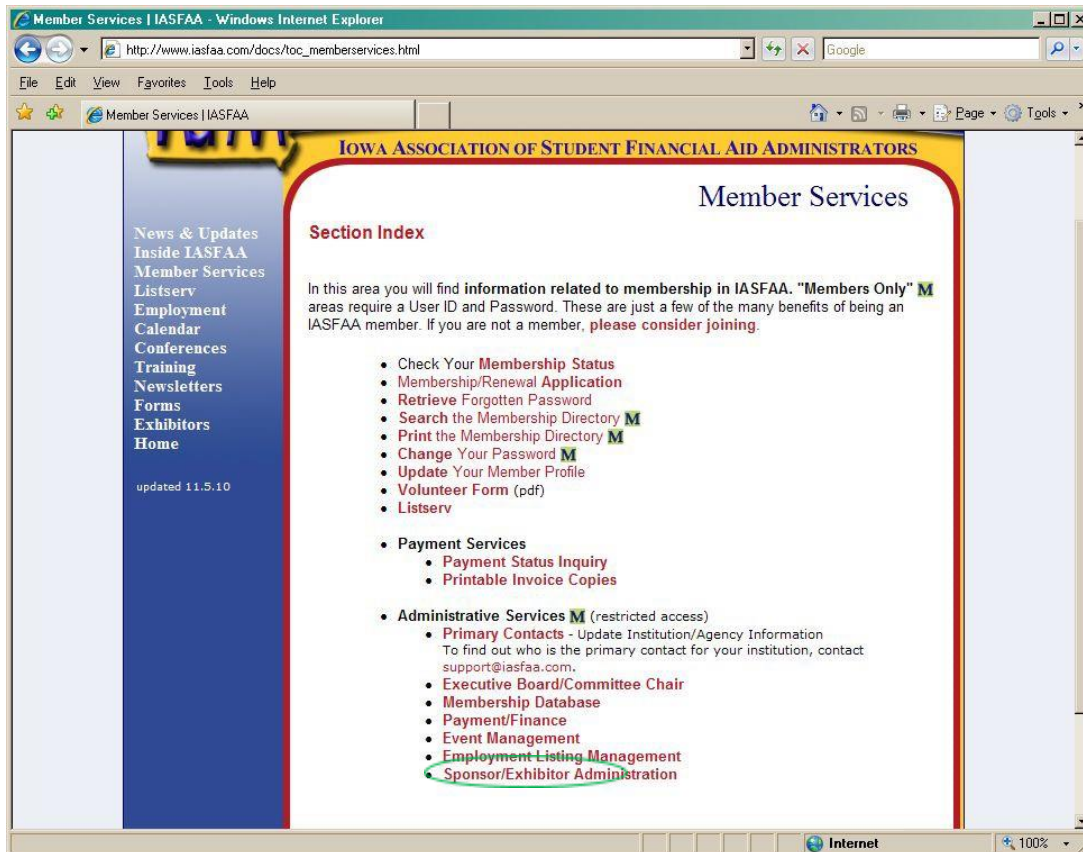 Member Services | IASFAA - Windows Internet Explorer
http://www.iasfaa.com/docs/toc_memberservices.html
Google
File Edit View Favorites Tools Help
Member Services | IASFAA
Page Tools
IOWA ASSOCIATION OF STUDENT FINANCIAL AID ADMINISTRATORS
Member Services
News & Updates
Inside IASFAA
Member Services
Listserv
Employment
Calendar
Conferences
Training
Newsletters
Forms
Exhibitors
Home
updated 11.5.10
Section Index
In this area you will find information related to membership in IASFAA. "Members Only" M
areas require a User ID and Password. These are just a few of the many benefits of being an
IASFAA member. If you are not a member, please consider joining.
• Check Your Membership Status
• Membership/Renewal Application
• Retrieve Forgotten Password
• Search the Membership Directory M
• Print the Membership Directory M
• Change Your Password M
• Update Your Member Profile
• Volunteer Form (pdf)
• Listserv
• Payment Services
• Payment Status Inquiry
• Printable Invoice Copies
• Administrative Services M (restricted access)
• Primary Contacts - Update Institution/Agency Information
To find out who is the primary contact for your institution, contact
support@iasfaa.com.
• Executive Board/Committee Chair
• Membership Database
• Payment/Finance
• Event Management
• Employment Listing Management
• Sponsor/Exhibitor Administration
Internet
100%